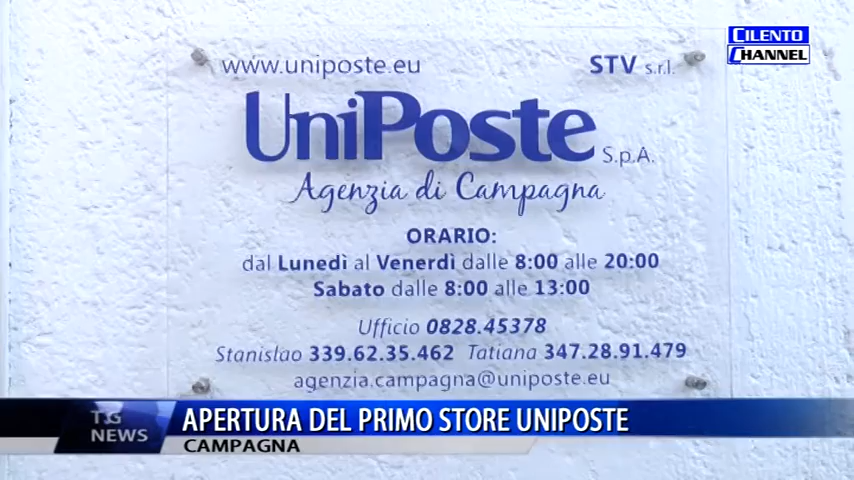 CILENTO
CHANNEL
www.uniposte.eu
STV s.r.l.
UniPoste S.p.A.
Agenzia di Campagna
ORARIO:
dal Lunedì al Venerdì dalle 8:00 alle 20:00
Sabato dalle 8:00 alle 13:00
Ufficio 0828.45378
Stanislao 339.62.35.462 Tatiana 347.28.91.479
agenzia.campagna@uniposte.eu
TG NEWS
APERTURA DEL PRIMO STORE UNIPOSTE
CAMPAGNA